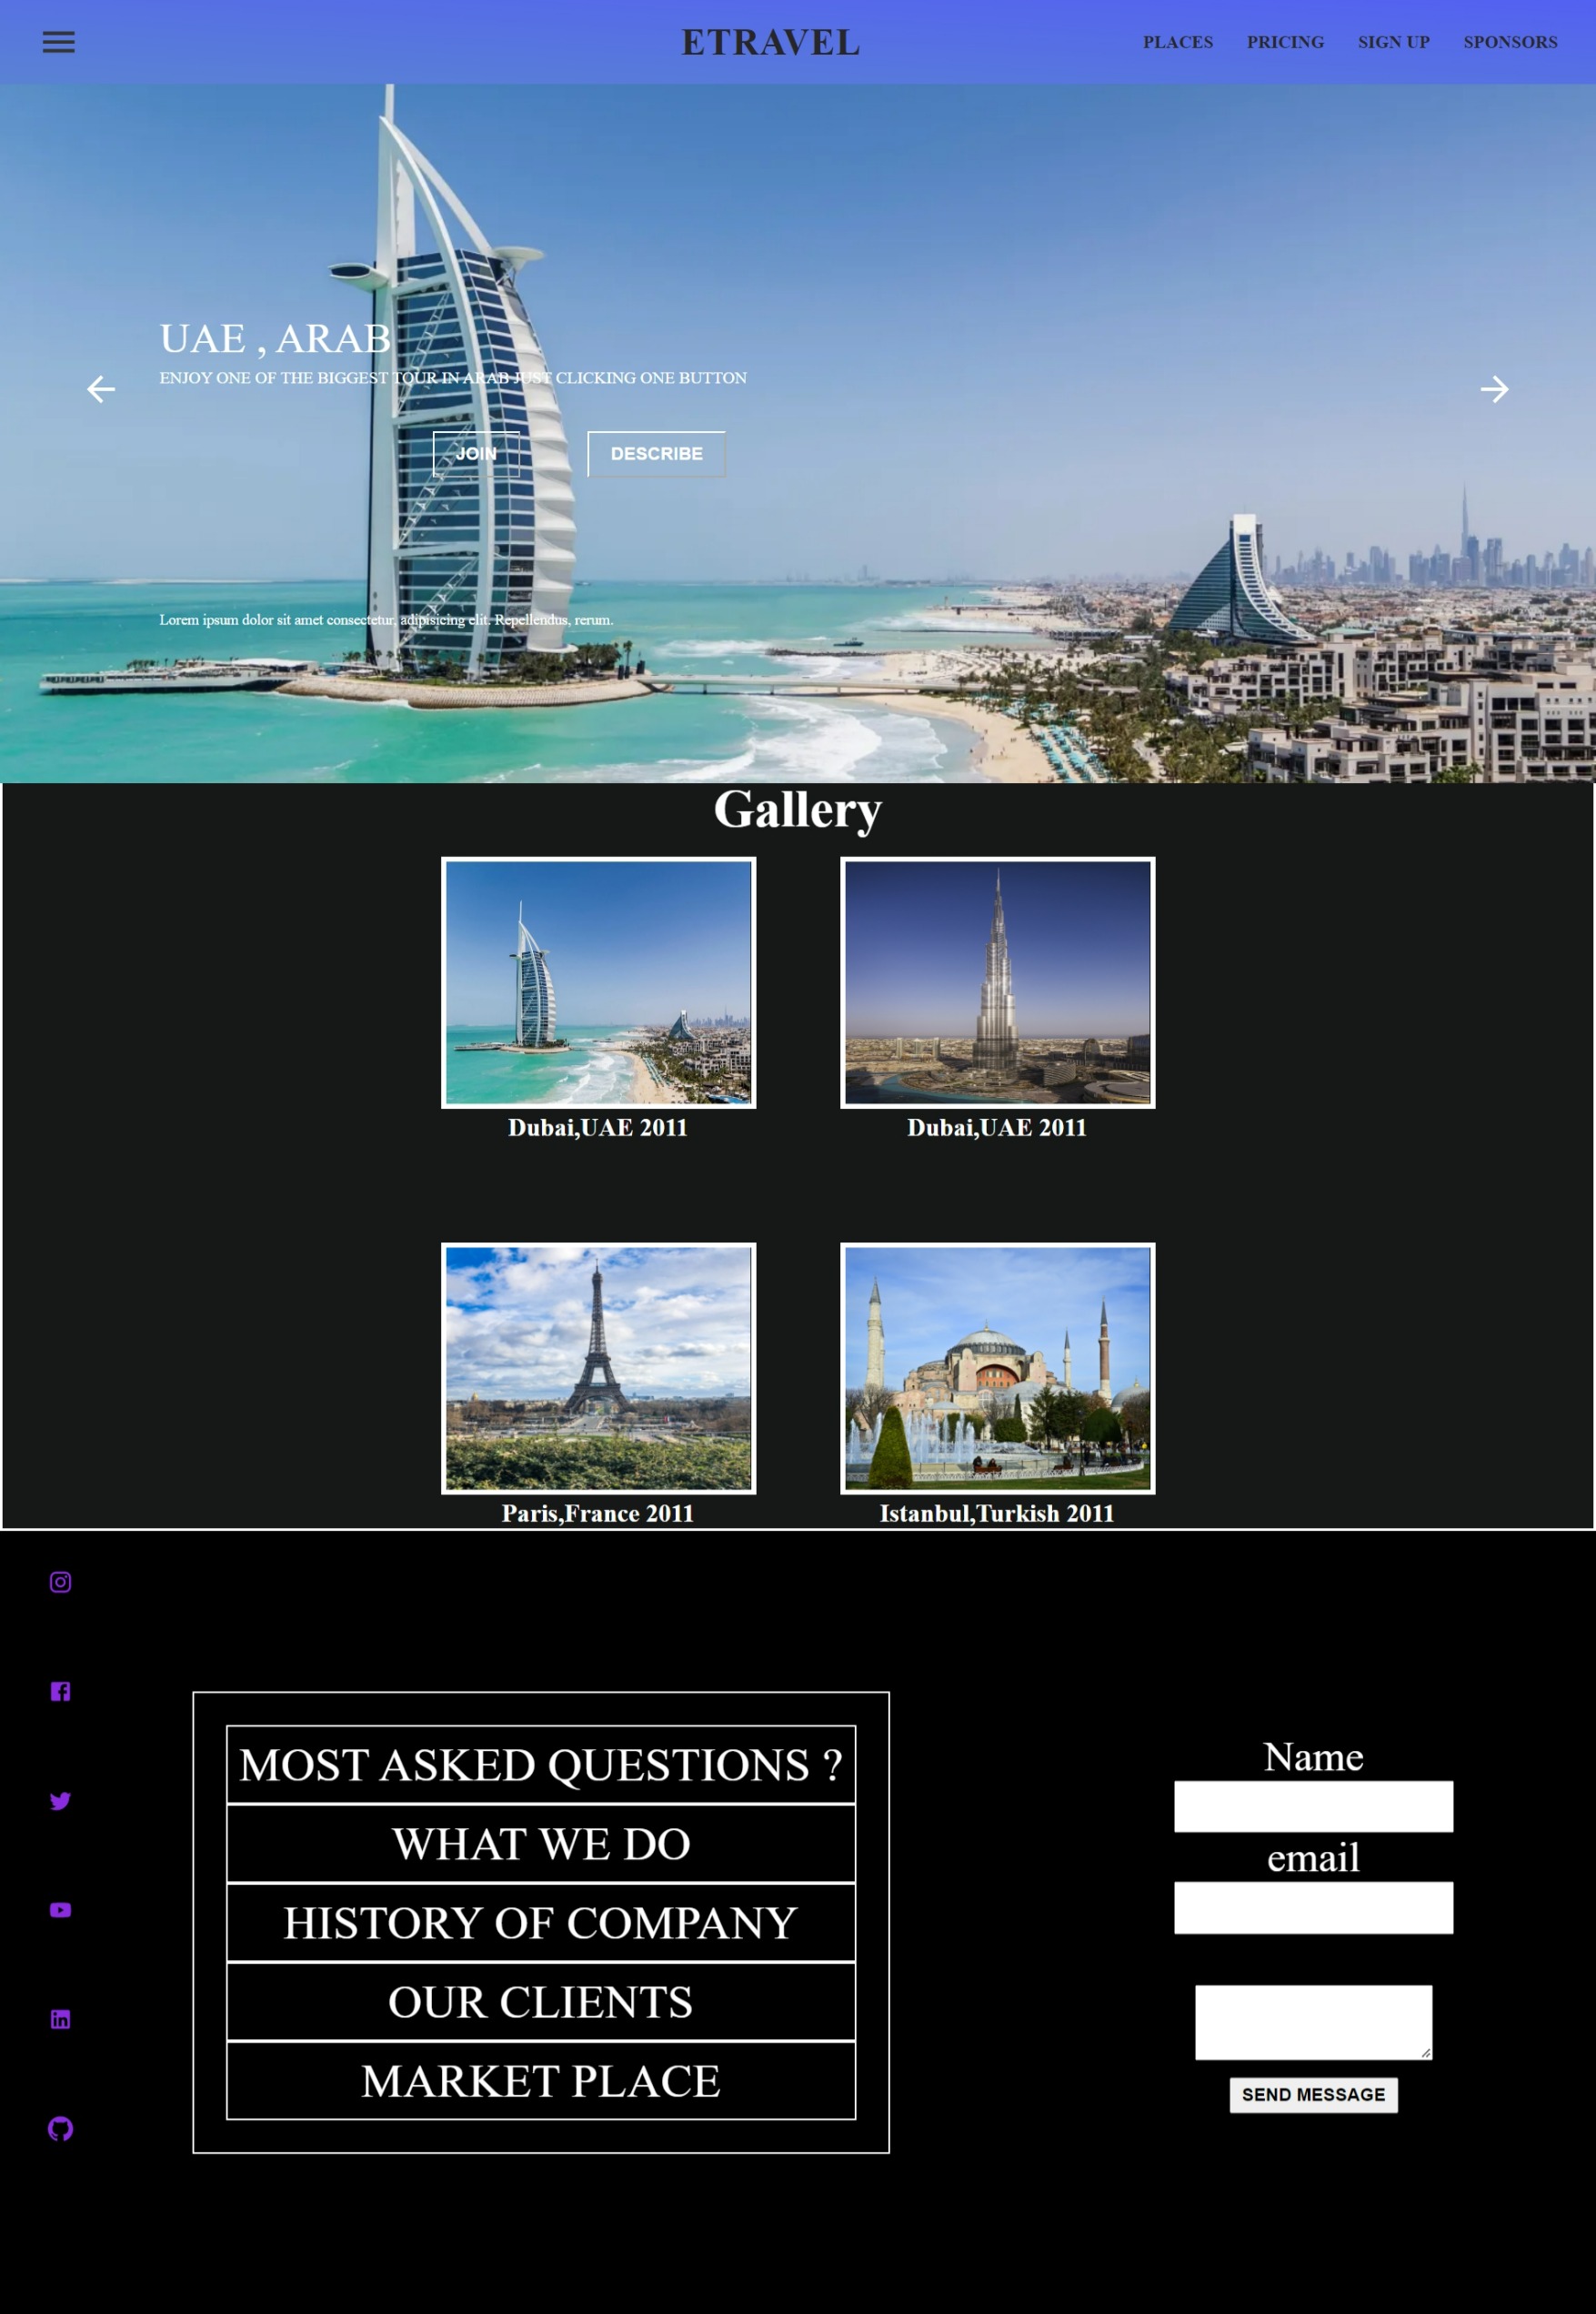 ETRAVEL
PLACES PRICING SIGN UP SPONSORS
UAE , ARAB
ENJOY ONE OF THE BIGGEST TOUR IN ARAB JUST CLICKING ONE BUTTON
JOIN DESCRIBE
Lorem ipsum dolor sit amet consectetur, adipisicing elit. Repellendus, rerum.
Gallery
Dubai,UAE 2011
Dubai,UAE 2011
Paris,France 2011
Istanbul,Turkish 2011
MOST ASKED QUESTIONS ?
WHAT WE DO
HISTORY OF COMPANY
OUR CLIENTS
MARKET PLACE
Name
email
SEND MESSAGE